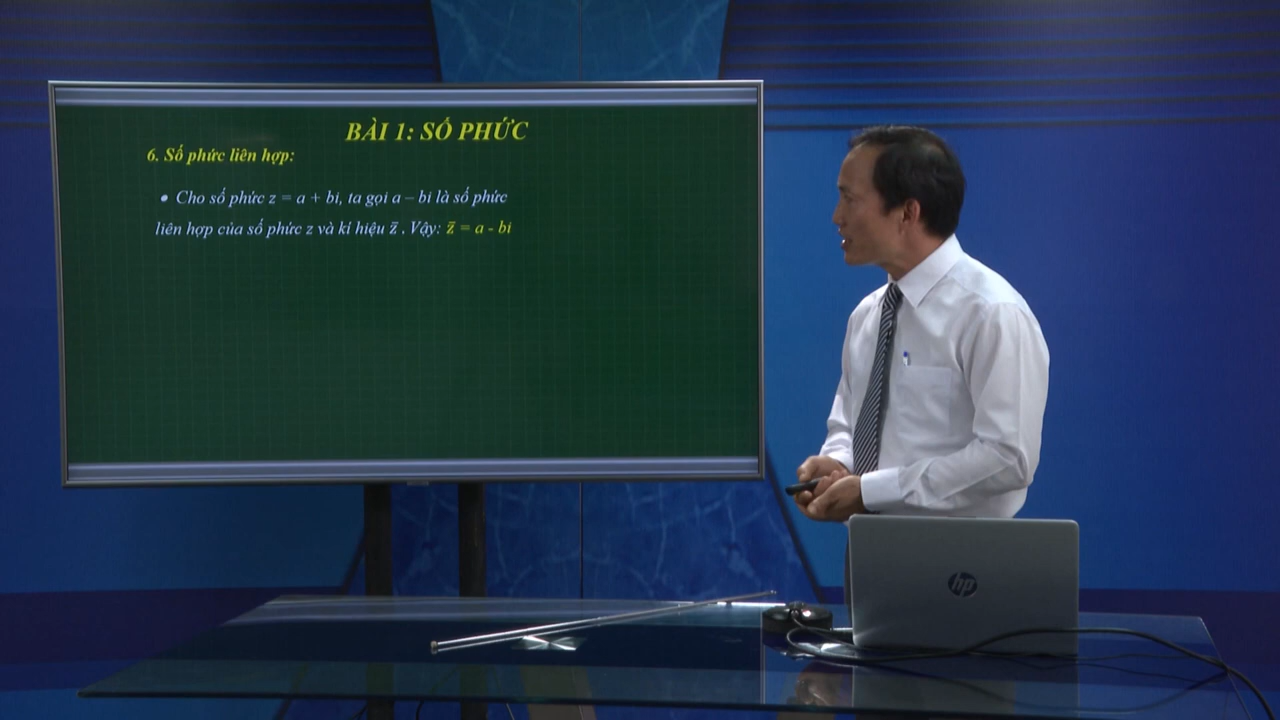 BÀI 1: SỐ PHỨC
6. Số phức liên hợp:
• Cho số phức z = a + bi, ta gọi a – bi là số phức
liên hợp của số phức z và kí hiệu z̅ . Vậy: z̅ = a - bi
hp